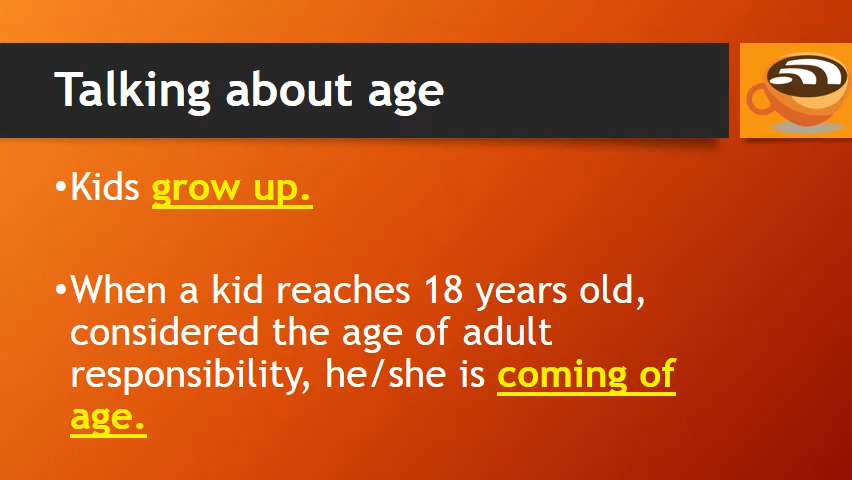 Talking about age
•Kids grow up.
•When a kid reaches 18 years old,
considered the age of adult
responsibility, he/she is coming of
age.